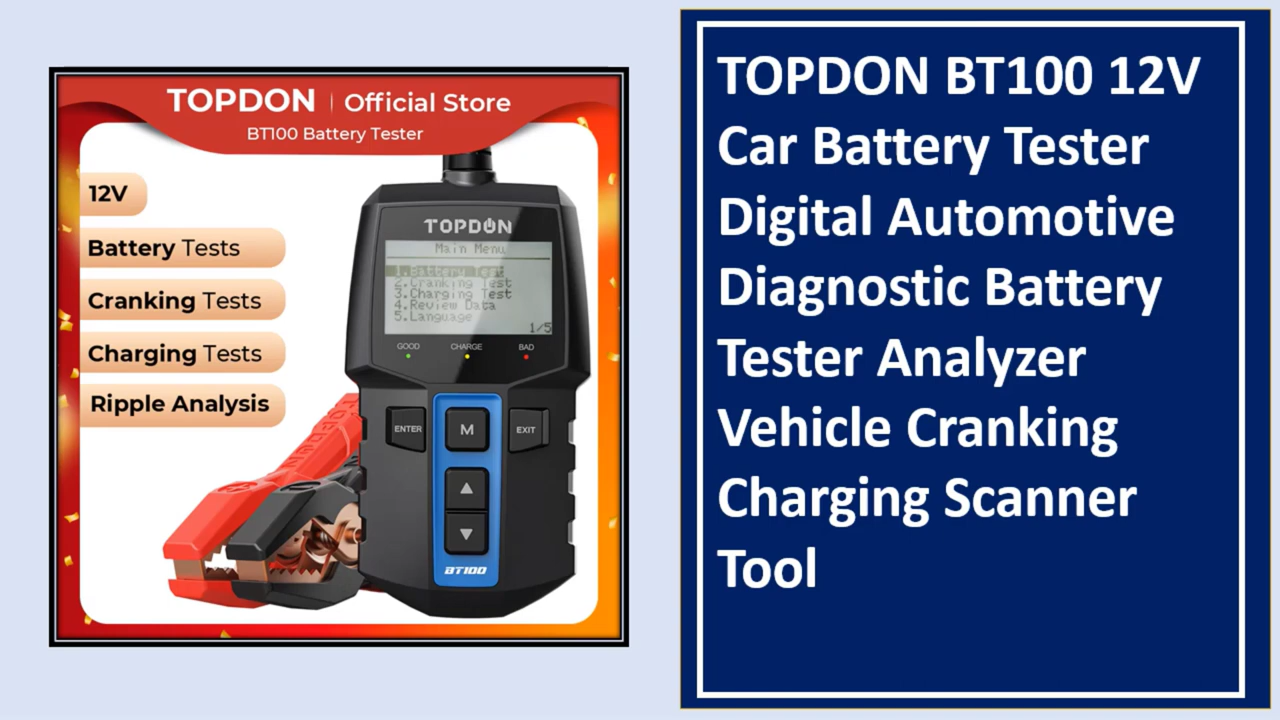 TOPDON | Official Store
BT100 Battery Tester
12V
Battery Tests
Cranking Tests
Charging Tests
Ripple Analysis
TOPDON
Main Menu
1.Battery Test
2.Cranking Test
3.Charging Test
4.Review Data
5.Language
1/5
GOOD CHARGE BAD
ENTER M EXIT
BT100
TOPDON BT100 12V
Car Battery Tester
Digital Automotive
Diagnostic Battery
Tester Analyzer
Vehicle Cranking
Charging Scanner
Tool